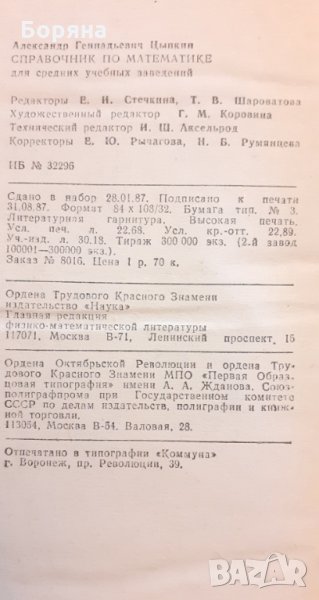 Боряна
Александр Геннадьевич Цыпкин
СПРАВОЧНИК ПО МАТЕМАТИКЕ
для средних учебных заведений
Редакторы Е. И. Стечкина, Т. В. Шароватова
Художественный редактор Г. М. Коровина
Технический редактор И. Ш. Аксельрод
Корректоры Е. Ю. Рычагова, Н. Б. Румянцева
ИБ № 32296
Сдано в набор 28.01.87. Подписано к печати
31.08.87. Формат 84 х 108/32. Бумага тип. № 3.
Литературная гарнитура. Высокая печать.
Усл. печ. л. 22,68. Усл. кр.-отт. 22,89.
Уч.-изд. л. 30,18. Тираж 300 000 экз. (2.й завод
100001—300000 экз.).
Заказ № 8016. Цена 1 р. 70 к.
Ордена Трудового Красного Знамени
издательство «Наука»
Главная редакция
физико-математической литературы
117071, Москва В-71, Ленинский проспект, 15
Ордена Октябрьской Революции и ордена Тру-
дового Красного Знамени МПО «Первая Образ-
цовая типография» имени А. А. Жданова. Союз-
полиграфпрома при Государственном комитете
СССР по делам издательств, полиграфии и книж-
ной торговли.
113054, Москва В-54. Валовая, 28.
Отпечатано в типографии «Коммуна»
г. Воронеж, пр. Революции, 39.
BAZAR
.bg